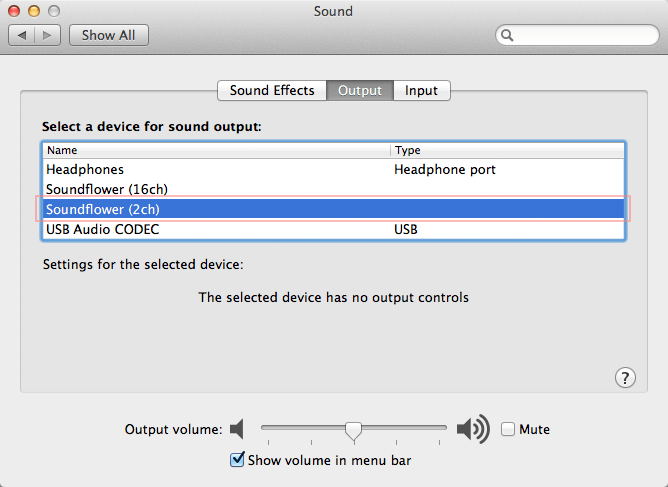 Sound
Show All
Sound Effects Output Input
Select a device for sound output:
Name Type
Headphones Headphone port
Soundflower (16ch)
Soundflower (2ch)
USB Audio CODEC USB
Settings for the selected device:
The selected device has no output controls
?
Output volume: Mute
Show volume in menu bar